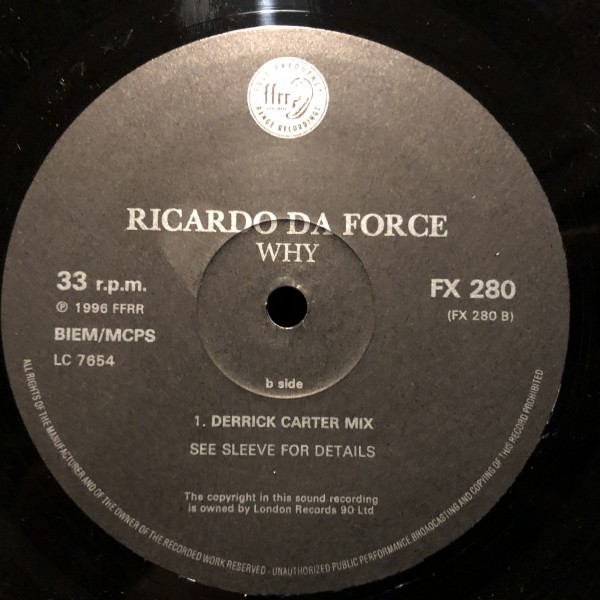 FULL FREQUENCY
ffrr
RANGE RECORDINGS
RICARDO DA FORCE
WHY
33 r.p.m.
℗ 1996 FFRR
BIEM/MCPS
LC 7654
FX 280
(FX 280 B)
b side
1. DERRICK CARTER MIX
SEE SLEEVE FOR DETAILS
The copyright in this sound recording
is owned by London Records 90 Ltd
ALL RIGHTS OF THE MANUFACTURER AND OF THE OWNER OF THE RECORDED WORK RESERVED - UNAUTHORIZED PUBLIC PERFORMANCE BROADCASTING AND COPYING OF THIS RECORD PROHIBITED